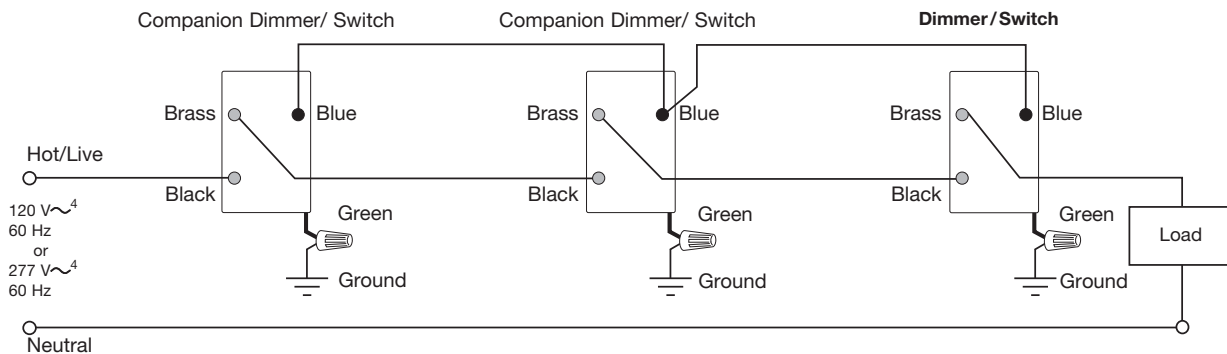 Companion Dimmer/ Switch
Companion Dimmer/ Switch
Dimmer/Switch
Brass
Blue
Brass
Blue
Brass
Blue
Hot/Live
Black
Black
Black
120 V~4
60 Hz
or
277 V~4
60 Hz
Green
Green
Green
Load
Ground
Ground
Ground
Neutral